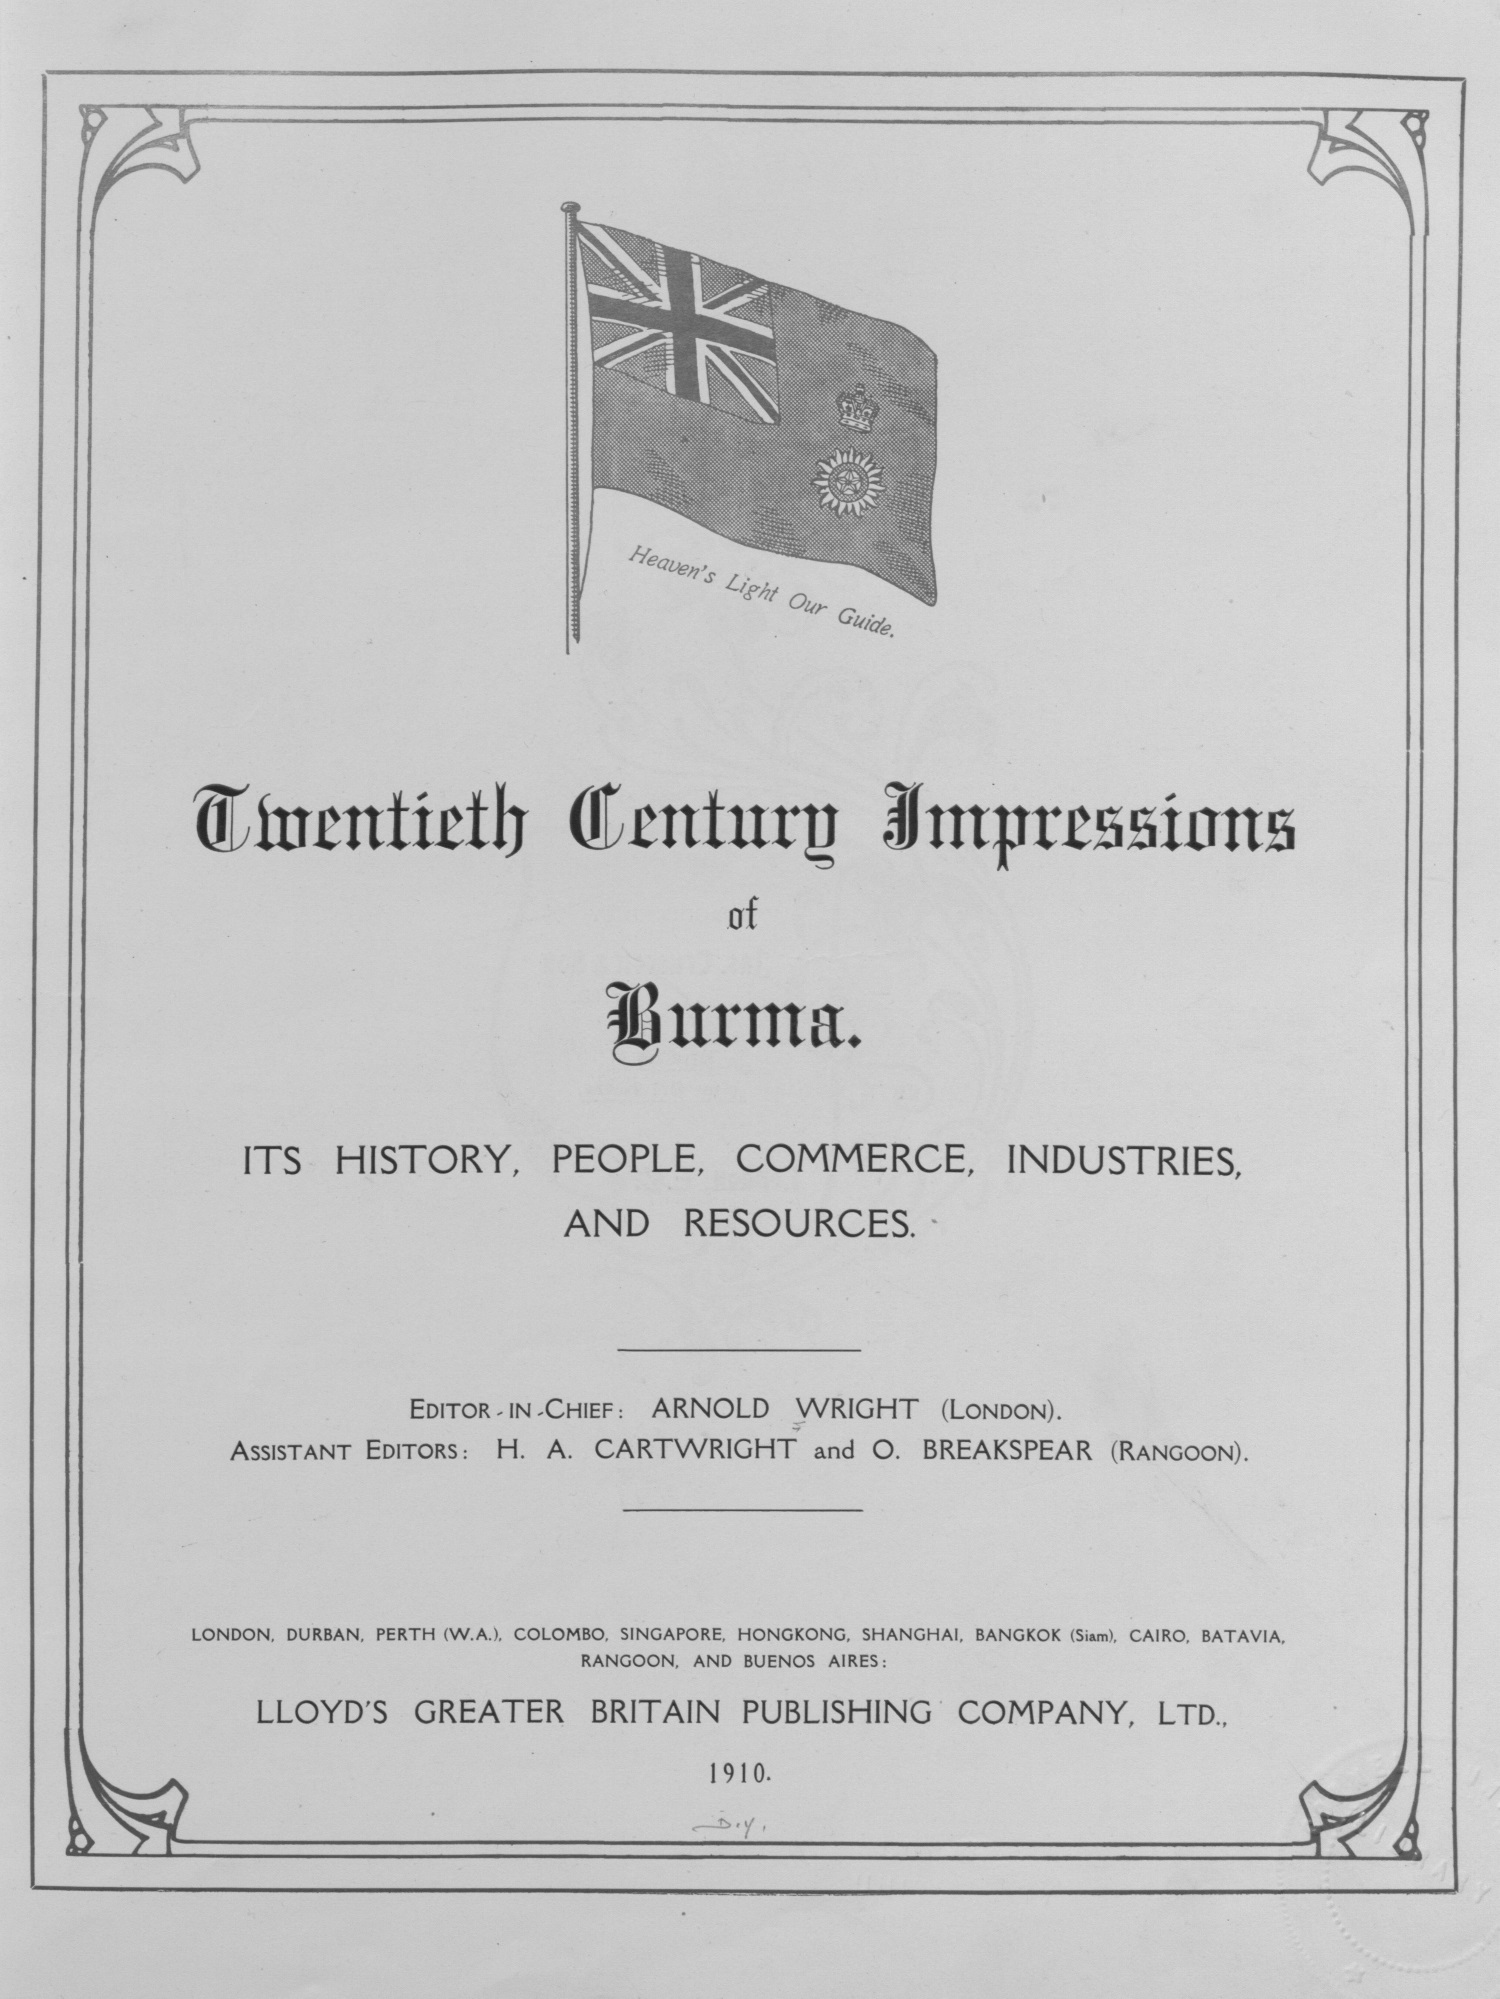 Heaven's Light Our Guide.
Twentieth Century Impressions
of
Burma.
ITS HISTORY, PEOPLE, COMMERCE, INDUSTRIES,
AND RESOURCES.
EDITOR-IN-CHIEF: ARNOLD WRIGHT (LONDON).
ASSISTANT EDITORS: H. A. CARTWRIGHT and O. BREAKSPEAR (RANGOON).
LONDON, DURBAN, PERTH (W.A.), COLOMBO, SINGAPORE, HONGKONG, SHANGHAI, BANGKOK (Siam), CAIRO, BATAVIA,
RANGOON, AND BUENOS AIRES:
LLOYD'S GREATER BRITAIN PUBLISHING COMPANY, LTD.,
1910.